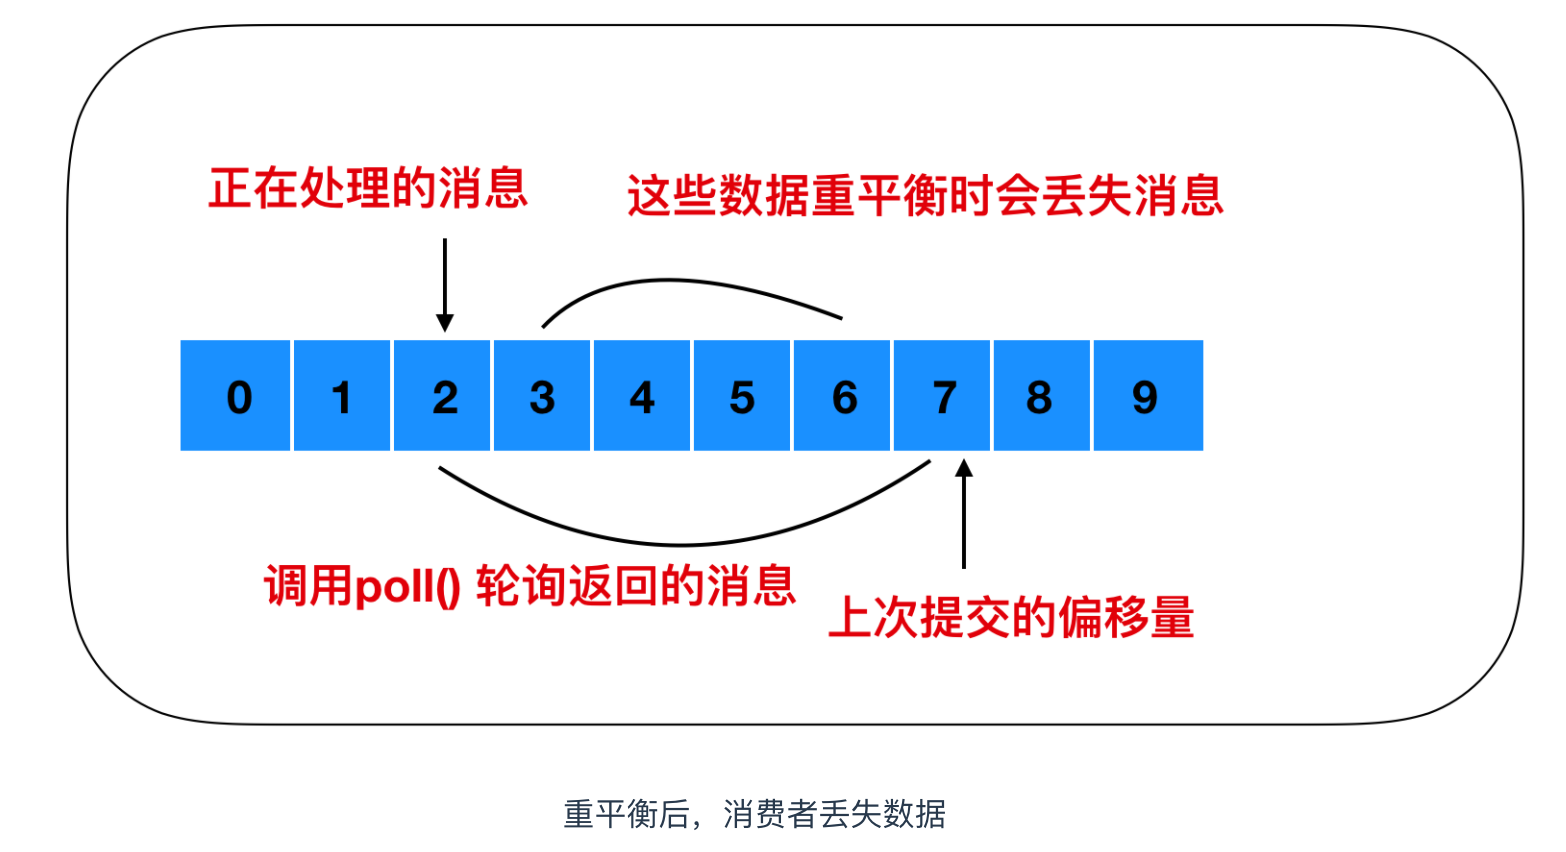 正在处理的消息
这些数据重平衡时会丢失消息
0 1 2 3 4 5 6 7 8 9
调用poll() 轮询返回的消息
上次提交的偏移量
重平衡后，消费者丢失数据